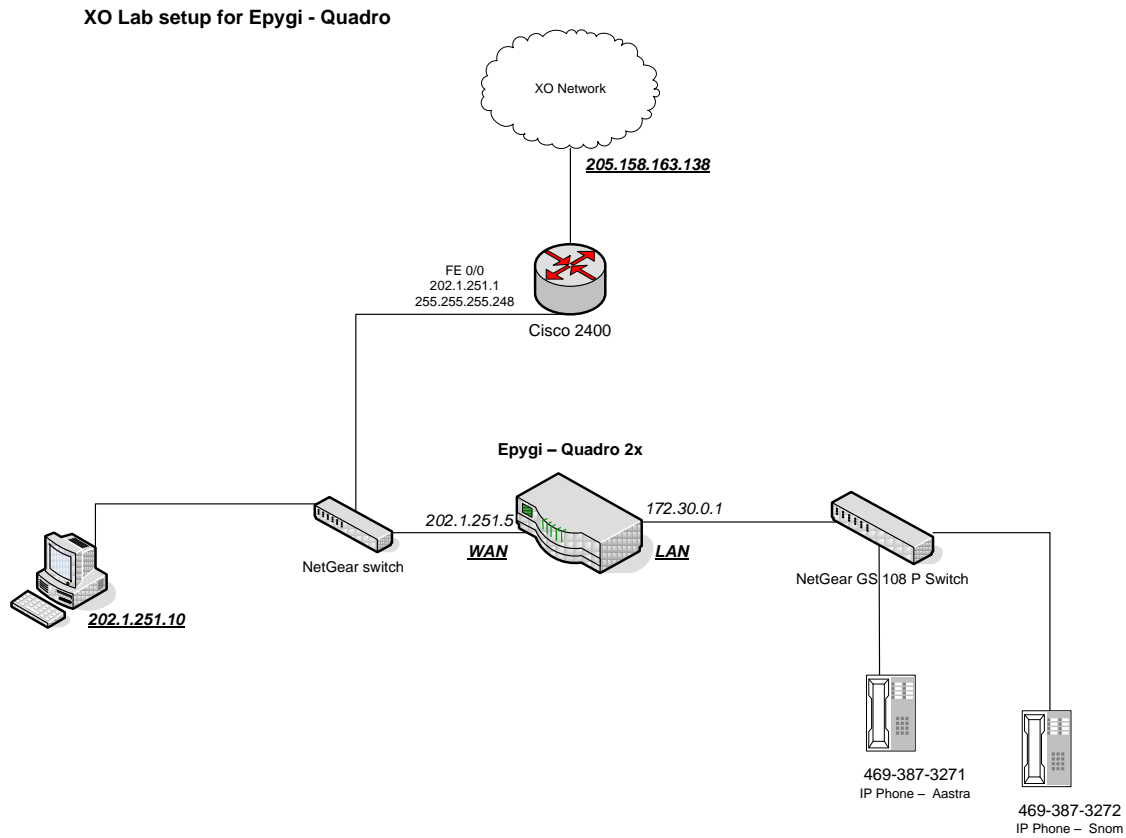 XO Lab setup for Epygi - Quadro
XO Network
205.158.163.138
FE 0/0
202.1.251.1
255.255.255.248
Cisco 2400
Epygi – Quadro 2x
202.1.251.5
172.30.0.1
WAN
LAN
NetGear switch
NetGear GS 108 P Switch
202.1.251.10
469-387-3271
IP Phone – Aastra
469-387-3272
IP Phone – Snom